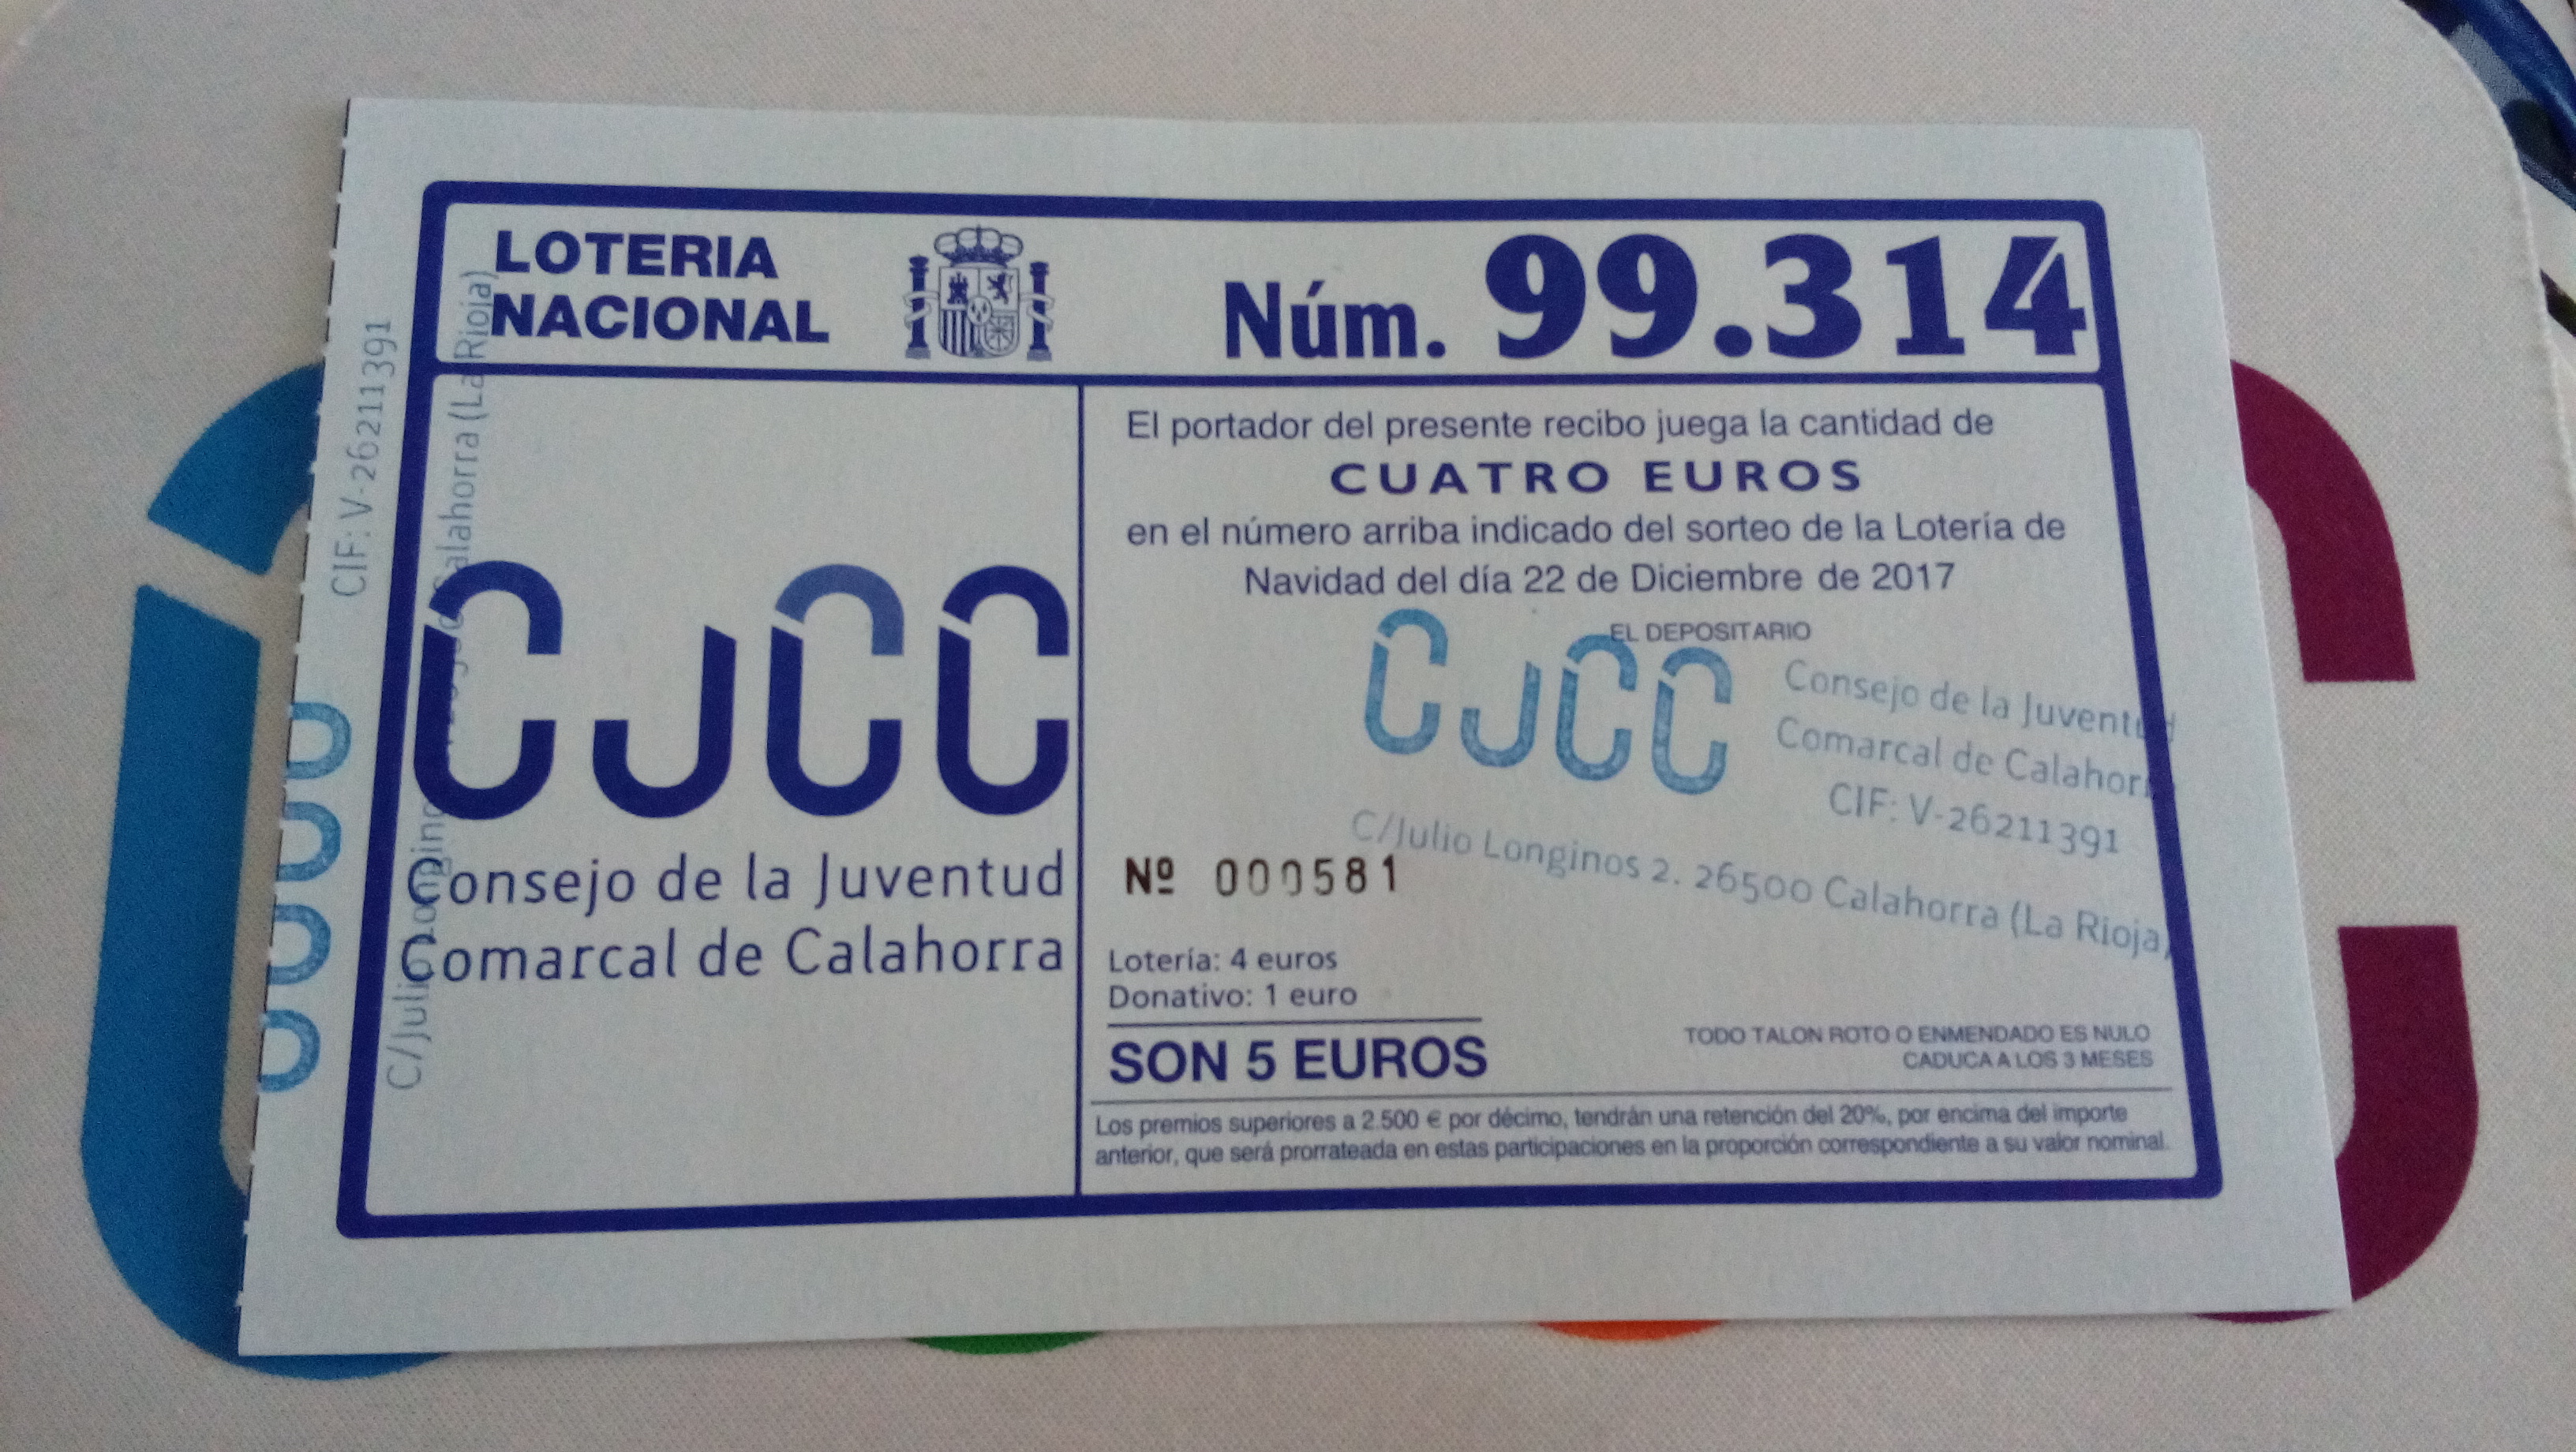 LOTERIA
NACIONAL
Núm. 99.314
CJCC
Consejo de la Juventud
Comarcal de Calahorra
El portador del presente recibo juega la cantidad de
CUATRO EUROS
en el número arriba indicado del sorteo de la Lotería de
Navidad del día 22 de Diciembre de 2017
EL DEPOSITARIO
CJCC
Consejo de la Juventud
Comarcal de Calahorr
CIF: V-26211391
C/Julio Longinos 2. 26500 Calahorra (La Rioja)
Nº 000581
Lotería: 4 euros
Donativo: 1 euro
SON 5 EUROS
TODO TALON ROTO O ENMENDADO ES NULO
CADUCA A LOS 3 MESES
Los premios superiores a 2.500 € por décimo, tendrán una retención del 20%, por encima del importe
anterior, que será prorrateada en estas participaciones en la proporción correspondiente a su valor nominal.
CIF: V-26211391
C/Julio Longinos Calahorra (La Rioja)